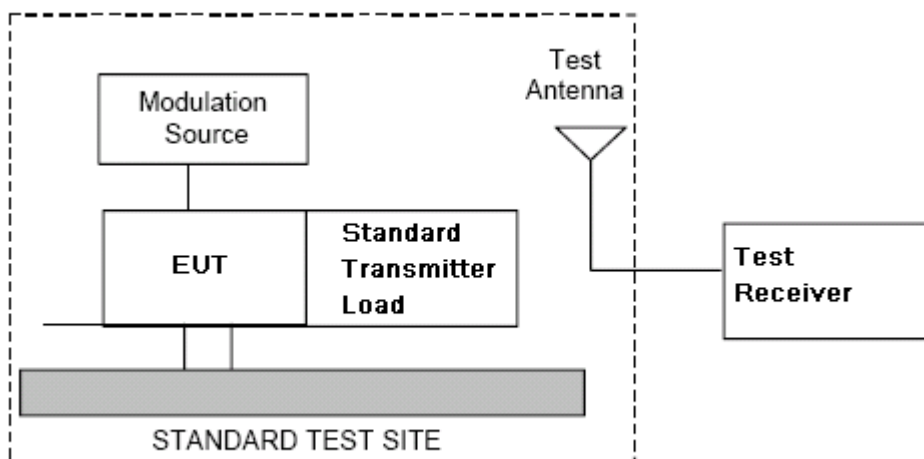 Test
Antenna
Modulation
Source
EUT
Standard
Transmitter
Load
Test
Receiver
STANDARD TEST SITE